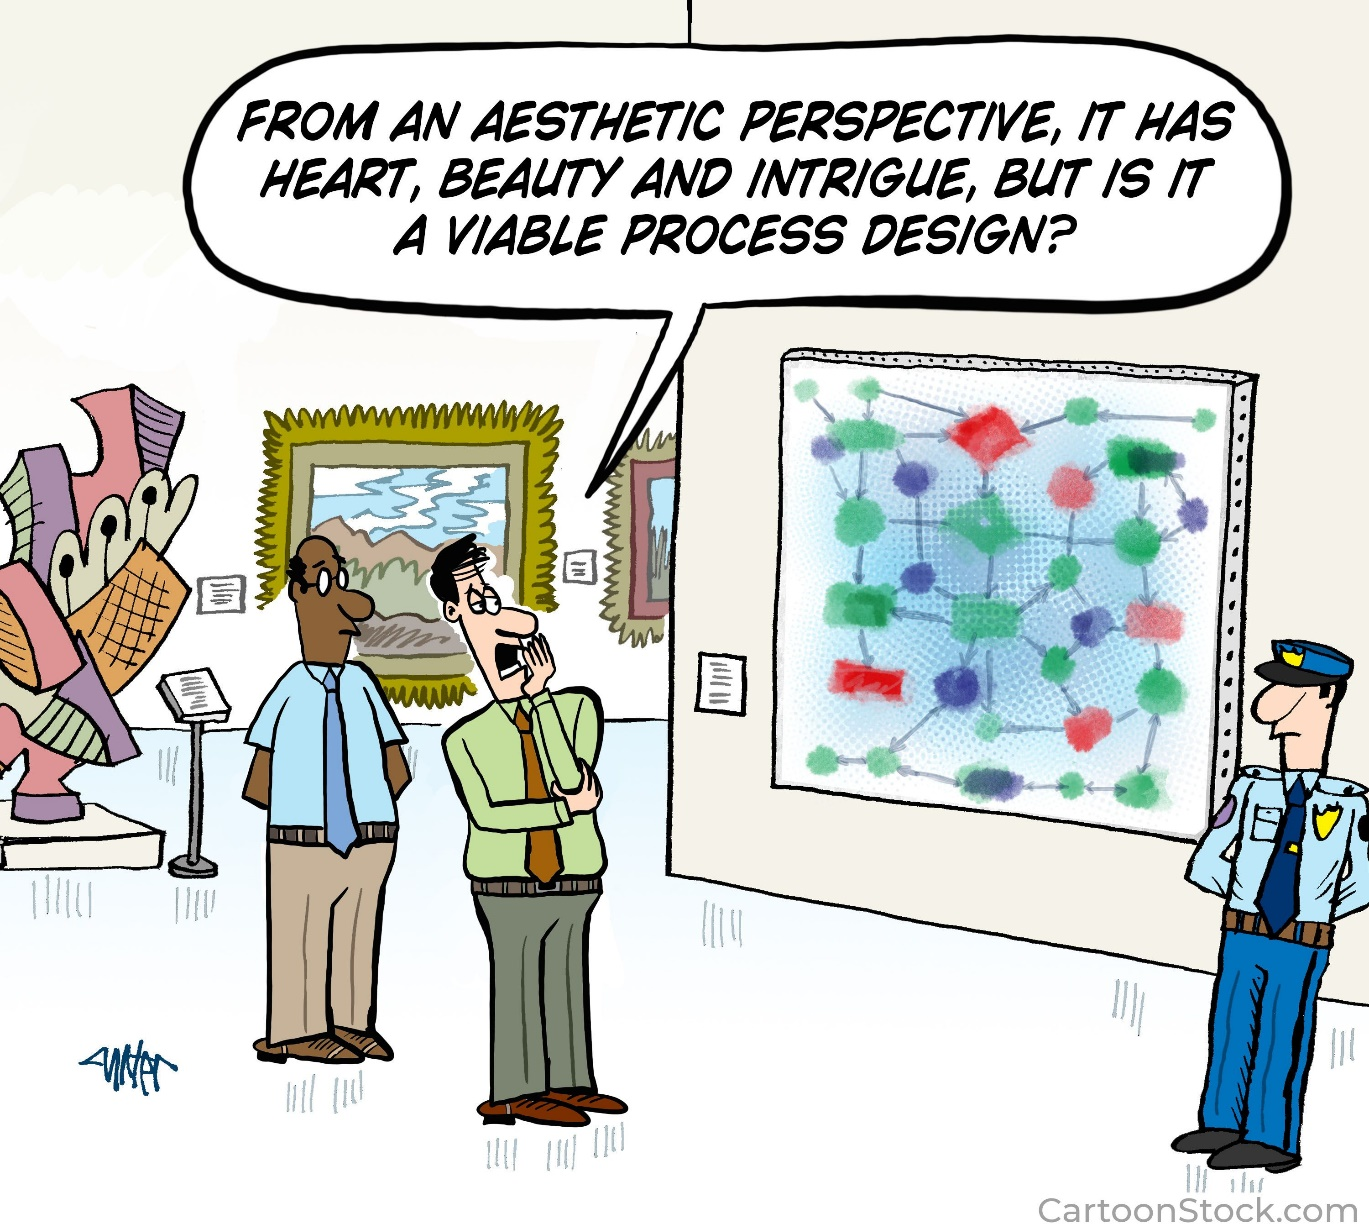 FROM AN AESTHETIC PERSPECTIVE, IT HAS
HEART, BEAUTY AND INTRIGUE, BUT IS IT
A VIABLE PROCESS DESIGN?
CartoonStock.com